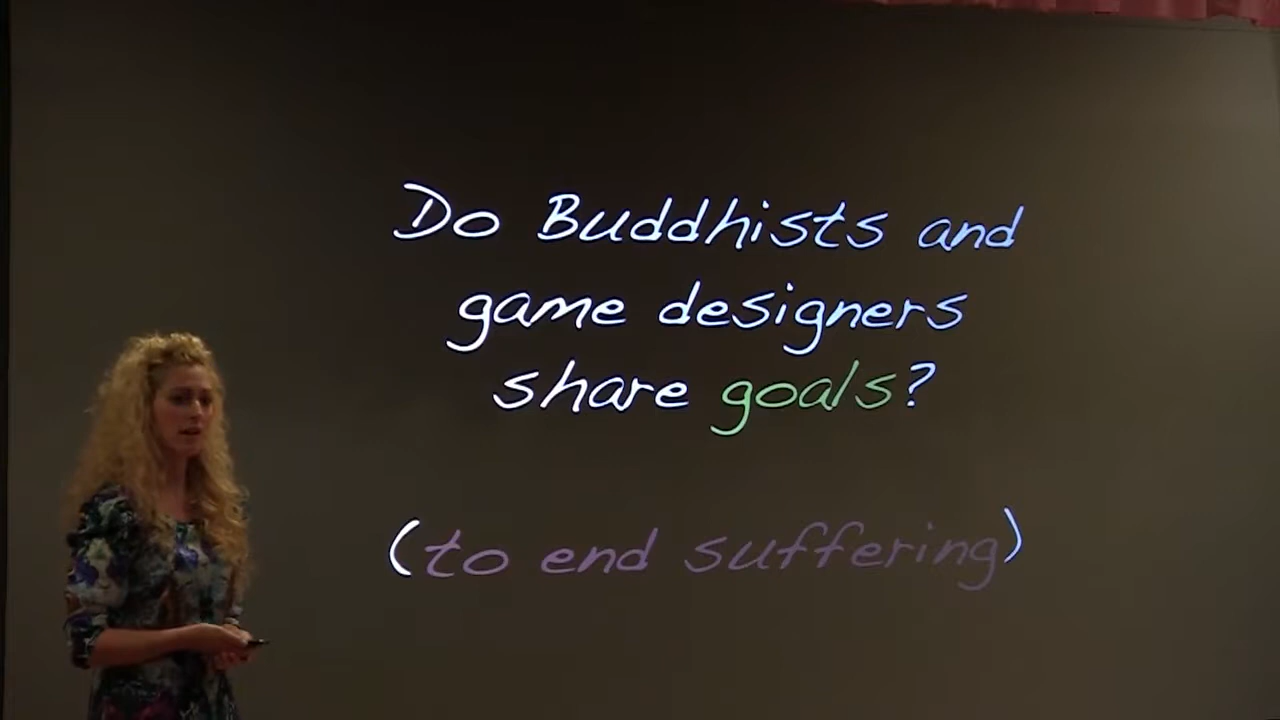 Do Buddhists and
game designers
share goals?
(to end suffering)